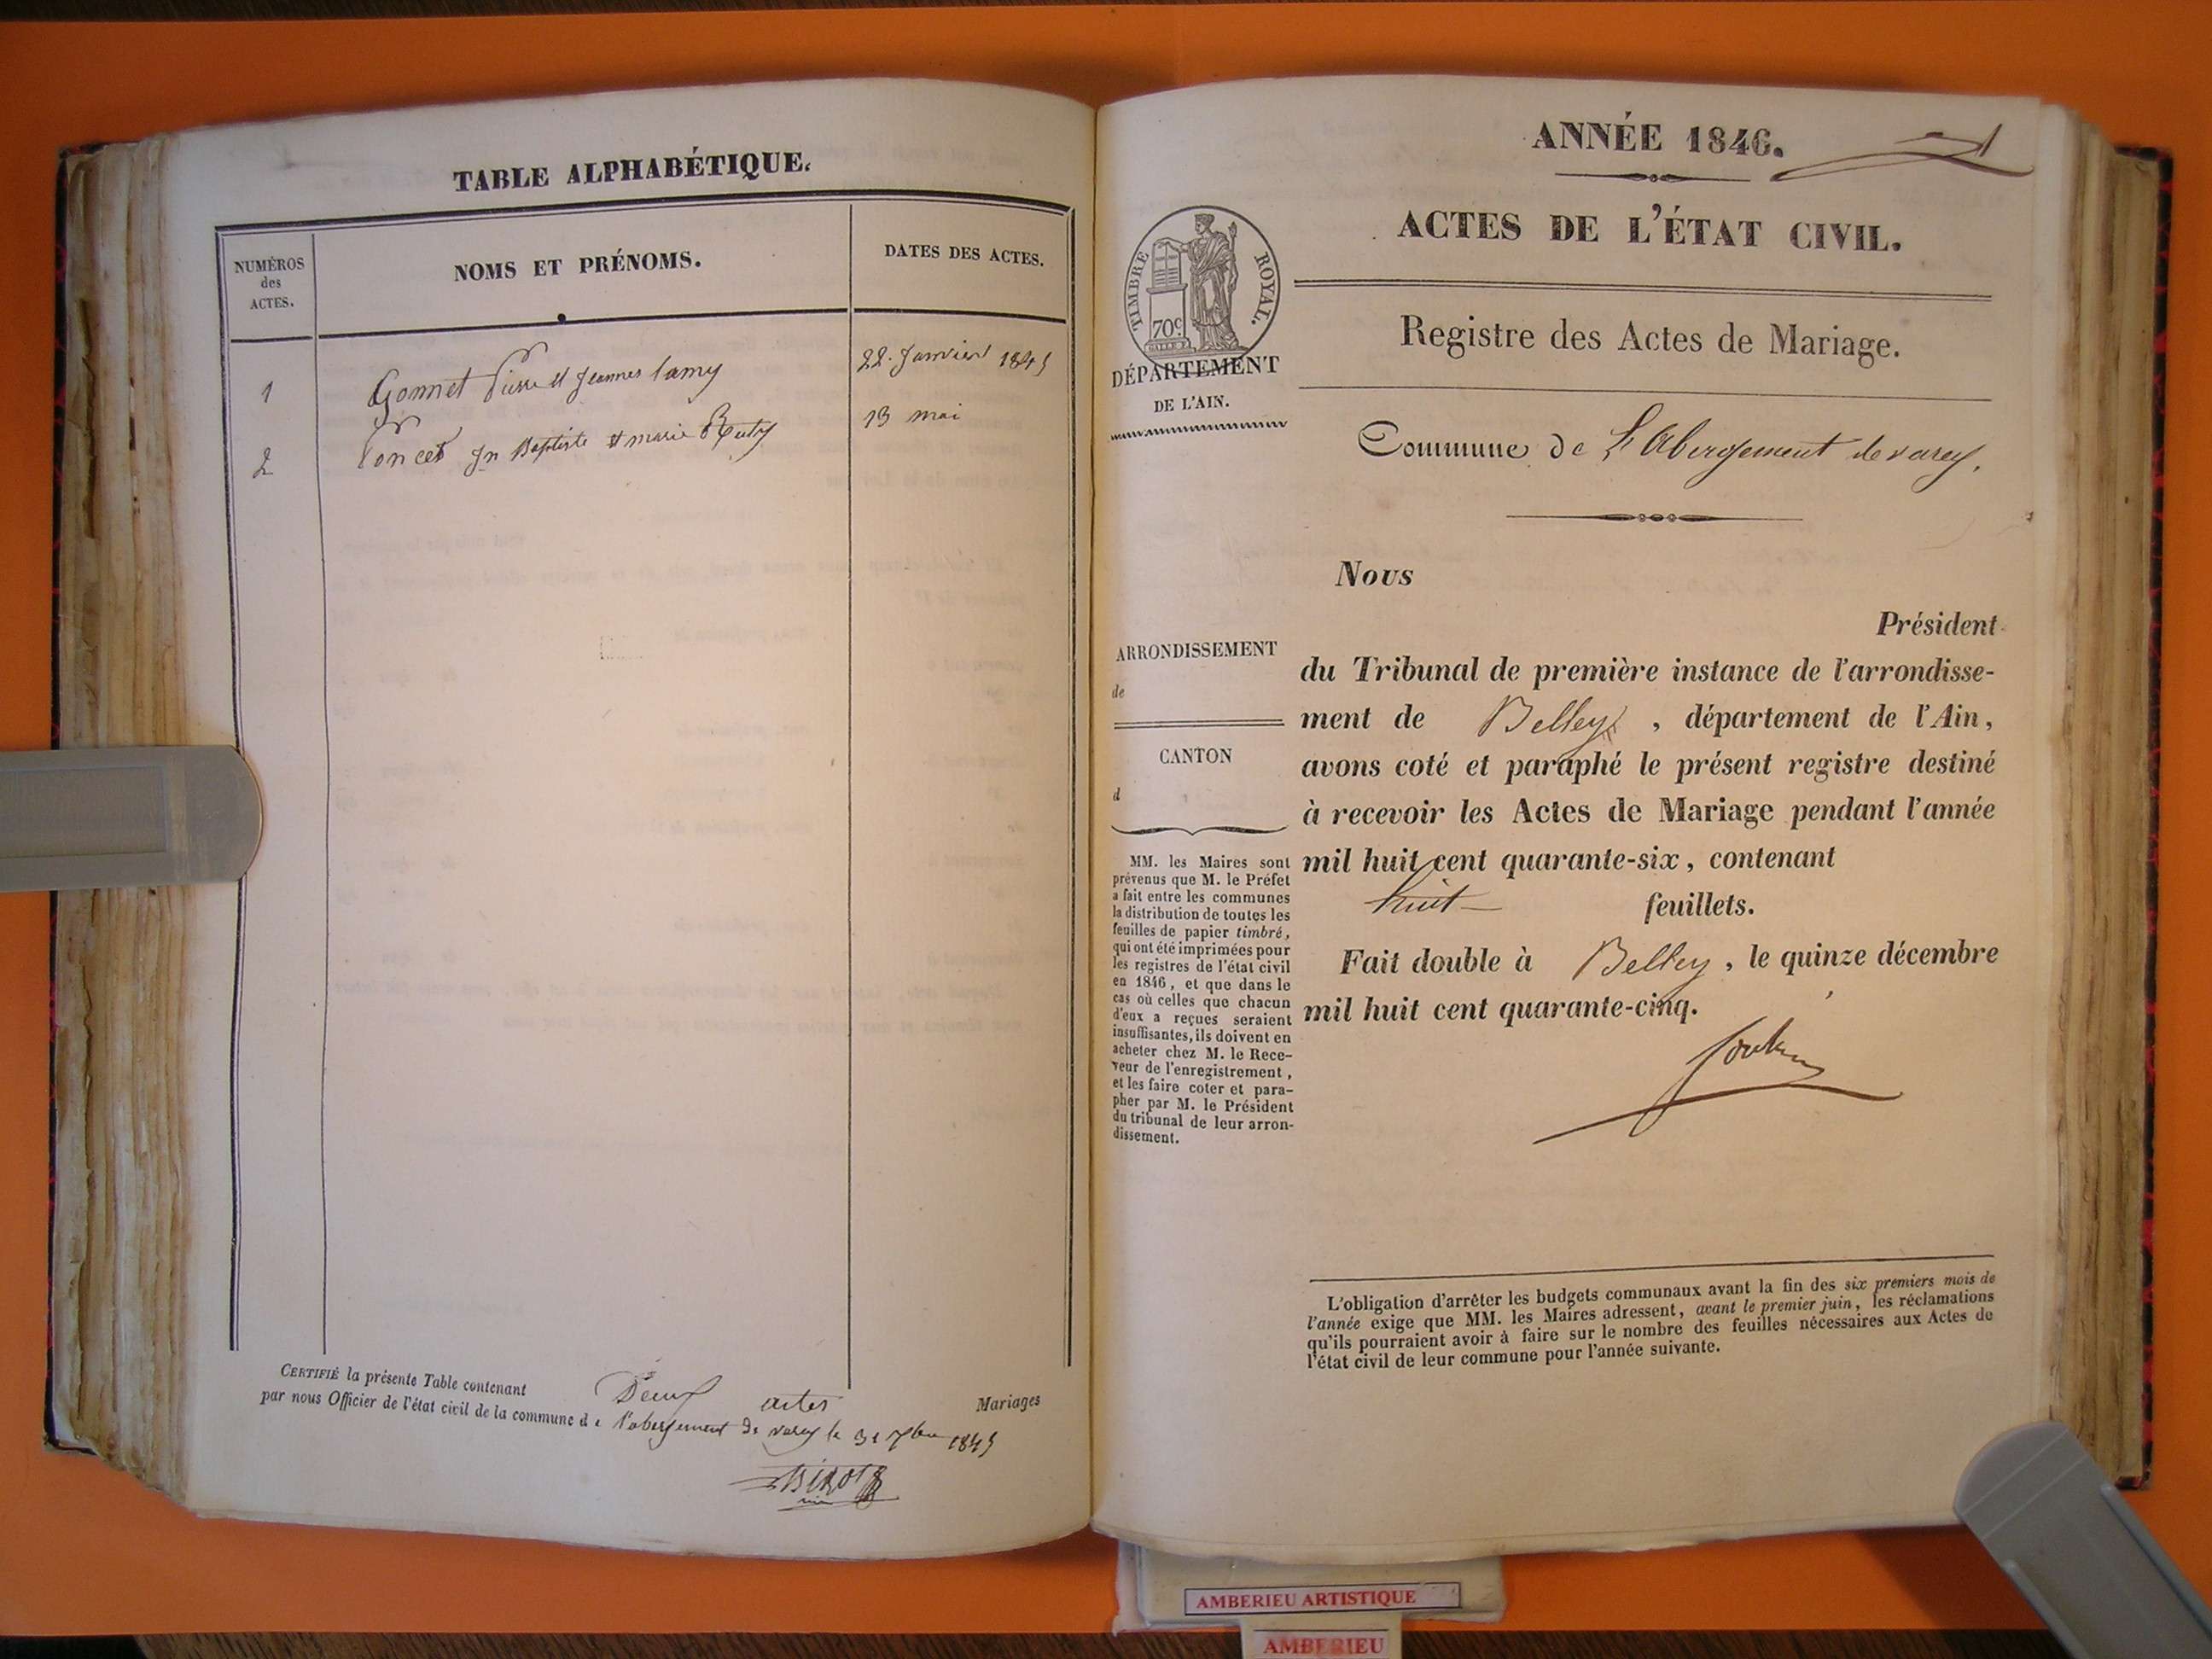 TABLE ALPHABÉTIQUE.
NUMÉROS
des
ACTES.
NOMS ET PRÉNOMS.
DATES DES ACTES.
1 Gonnet Pierre et Jeannes lamy 22. Janvier 1845
2 Poncet Jn Baptiste et marie Ruty 13 mai
CERTIFIÉ la présente Table contenant Deux actes Mariages
par nous Officier de l'état civil de la commune de l'abergement de varey le 31 1845
ANNÉE 1846.
ACTES DE L'ÉTAT CIVIL.
TIMBRE ROYAL.
70c
DÉPARTEMENT
DE L'AIN.
Registre des Actes de Mariage.
Commune de L'Abergement de varey.
ARRONDISSEMENT
de
CANTON
d
MM. les Maires sont
prévenus que M. le Préfet
a fait entre les communes
la distribution de toutes les
feuilles de papier timbré,
qui ont été imprimées pour
les registres de l'état civil
en 1846, et que dans le
cas où celles que chacun
d'eux a reçues seraient
insuffisantes, ils doivent en
acheter chez M. le Rece-
veur de l'enregistrement,
et les faire coter et para-
pher par M. le Président
du tribunal de leur arron-
dissement.
Nous
Président
du Tribunal de première instance de l'arrondisse-
ment de Belley, département de l'Ain,
avons coté et paraphé le présent registre destiné
à recevoir les Actes de Mariage pendant l'année
mil huit cent quarante-six, contenant
huit feuillets.
Fait double à Belley, le quinze décembre
mil huit cent quarante-cinq.
L'obligation d'arrêter les budgets communaux avant la fin des six premiers mois de
l'année exige que MM. les Maires adressent, avant le premier juin, les réclamations
qu'ils pourraient avoir à faire sur le nombre des feuilles nécessaires aux Actes de
l'état civil de leur commune pour l'année suivante.
AMBERIEU ARTISTIQUE
AMBERIEU